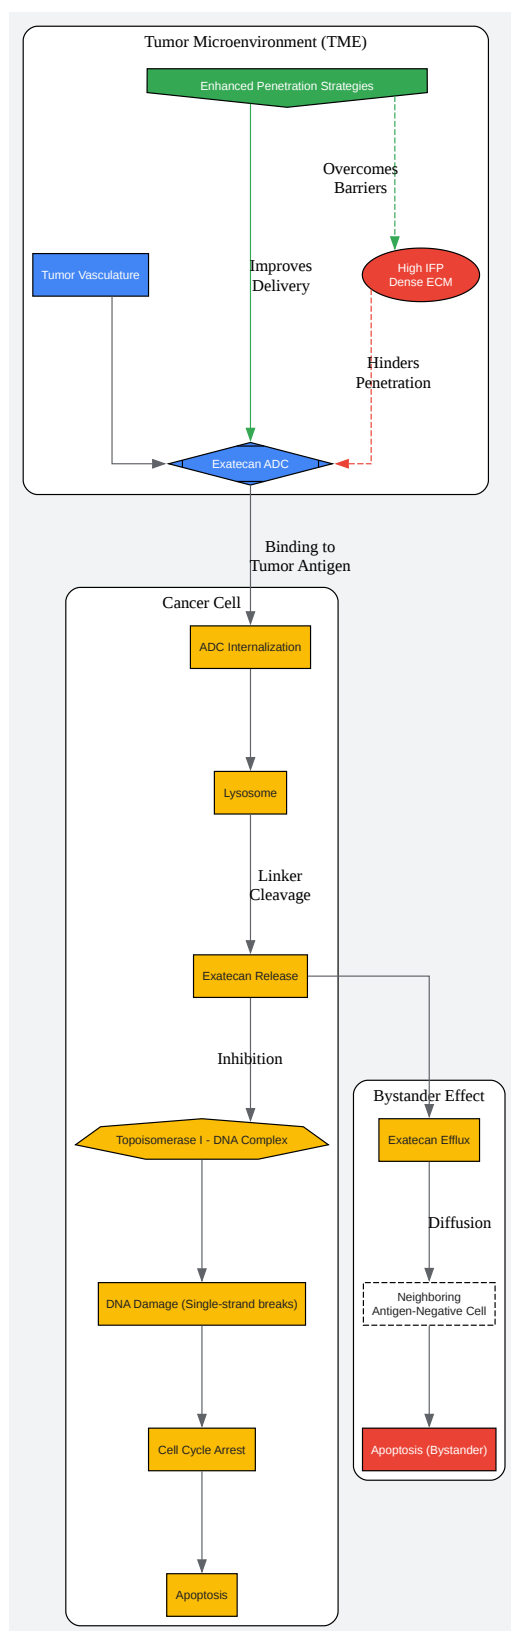 Tumor Microenvironment (TME)
Enhanced Penetration Strategies
Overcomes
Barriers
Tumor Vasculature
Improves
Delivery
High IFP
Dense ECM
Hinders
Penetration
Exatecan ADC
Binding to
Tumor Antigen
Cancer Cell
ADC Internalization
Lysosome
Linker
Cleavage
Exatecan Release
Inhibition
Topoisomerase I - DNA Complex
DNA Damage (Single-strand breaks)
Cell Cycle Arrest
Apoptosis
Bystander Effect
Exatecan Efflux
Diffusion
Neighboring
Antigen-Negative Cell
Apoptosis (Bystander)